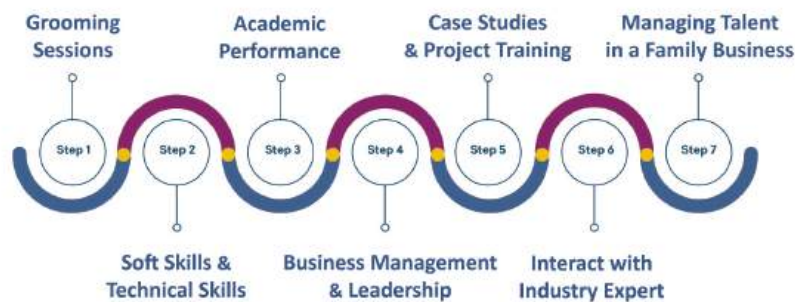 Grooming
Sessions
Academic
Performance
Case Studies
& Project Training
Managing Talent
in a Family Business
Step 1
Step 2
Step 3
Step 4
Step 5
Step 6
Step 7
Soft Skills &
Technical Skills
Business Management
& Leadership
Interact with
Industry Expert